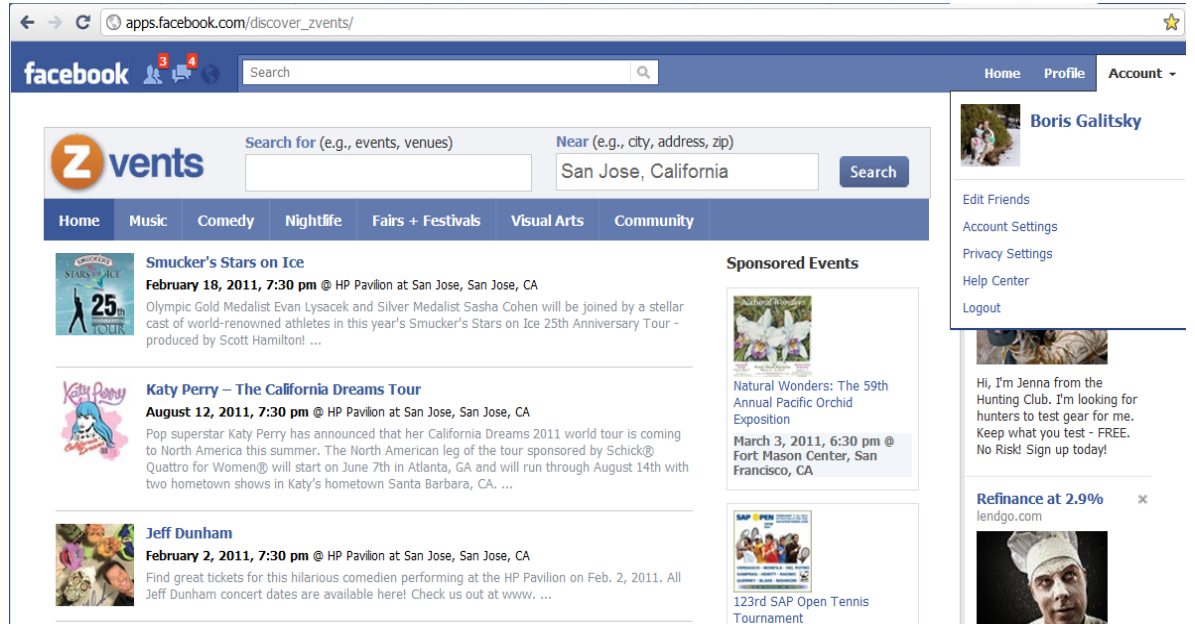 apps.facebook.com/discover_zvents/
facebook
3
4
Search
Home Profile Account
Boris Galitsky
Edit Friends
Account Settings
Privacy Settings
Help Center
Logout
Zvents
Search for (e.g., events, venues)
Near (e.g., city, address, zip)
San Jose, California
Search
Home Music Comedy Nightlife Fairs + Festivals Visual Arts Community
SMUCKER'S
STARS ON ICE
25th
TOUR
Smucker's Stars on Ice
February 18, 2011, 7:30 pm @ HP Pavilion at San Jose, San Jose, CA
Olympic Gold Medalist Evan Lysacek and Silver Medalist Sasha Cohen will be joined by a stellar
cast of world-renowned athletes in this year's Smucker's Stars on Ice 25th Anniversary Tour -
produced by Scott Hamilton! ...
Katy Perry
Katy Perry – The California Dreams Tour
August 12, 2011, 7:30 pm @ HP Pavilion at San Jose, San Jose, CA
Pop superstar Katy Perry has announced that her California Dreams 2011 world tour is coming
to North America this summer. The North American leg of the tour sponsored by Schick®
Quattro for Women® will start on June 7th in Atlanta, GA and will run through August 14th with
two hometown shows in Katy's hometown Santa Barbara, CA. ...
Jeff Dunham
February 2, 2011, 7:30 pm @ HP Pavilion at San Jose, San Jose, CA
Find great tickets for this hilarious comedien performing at the HP Pavilion on Feb. 2, 2011. All
Jeff Dunham concert dates are available here! Check us out at www. ...
Sponsored Events
Natural Wonders
Natural Wonders: The 59th
Annual Pacific Orchid
Exposition
March 3, 2011, 6:30 pm @
Fort Mason Center, San
Francisco, CA
SAP OPEN
123rd SAP Open Tennis
Tournament
Hi, I'm Jenna from the
Hunting Club. I'm looking for
hunters to test gear for me.
Keep what you test - FREE.
No Risk! Sign up today!
Refinance at 2.9%
lendgo.com